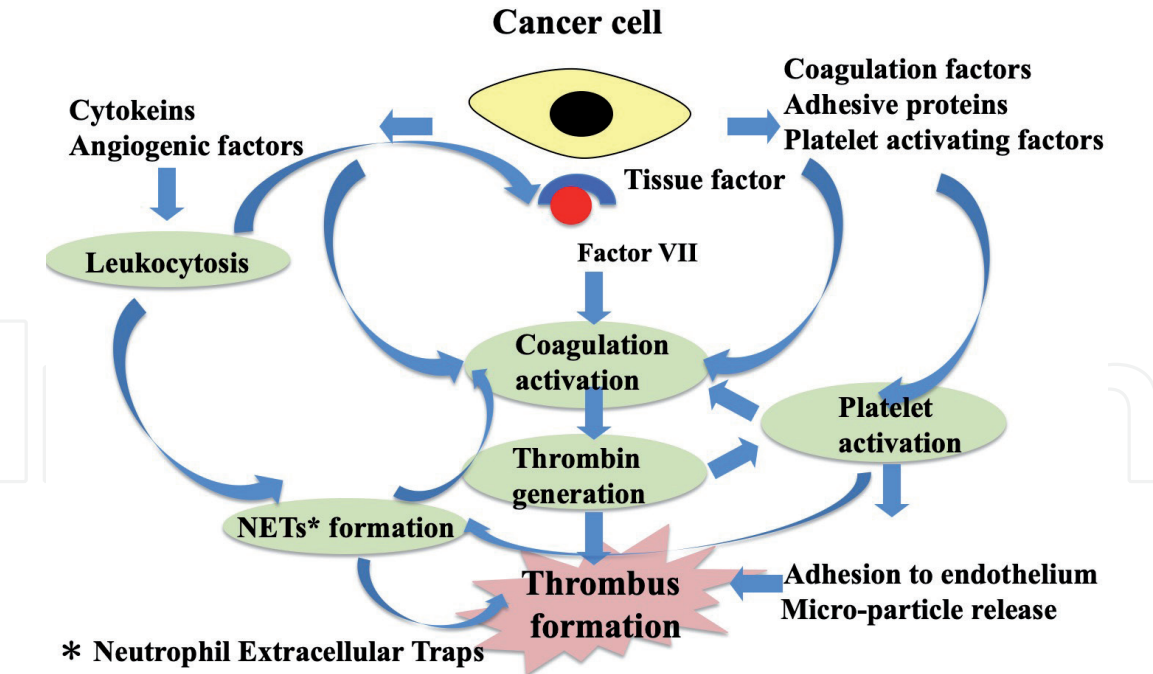 Cancer cell
Cytokeins
Angiogenic factors
Coagulation factors
Adhesive proteins
Platelet activating factors
Tissue factor
Factor VII
Leukocytosis
Coagulation
activation
Platelet
activation
Thrombin
generation
NETs* formation
Thrombus
formation
Adhesion to endothelium
Micro-particle release
* Neutrophil Extracellular Traps